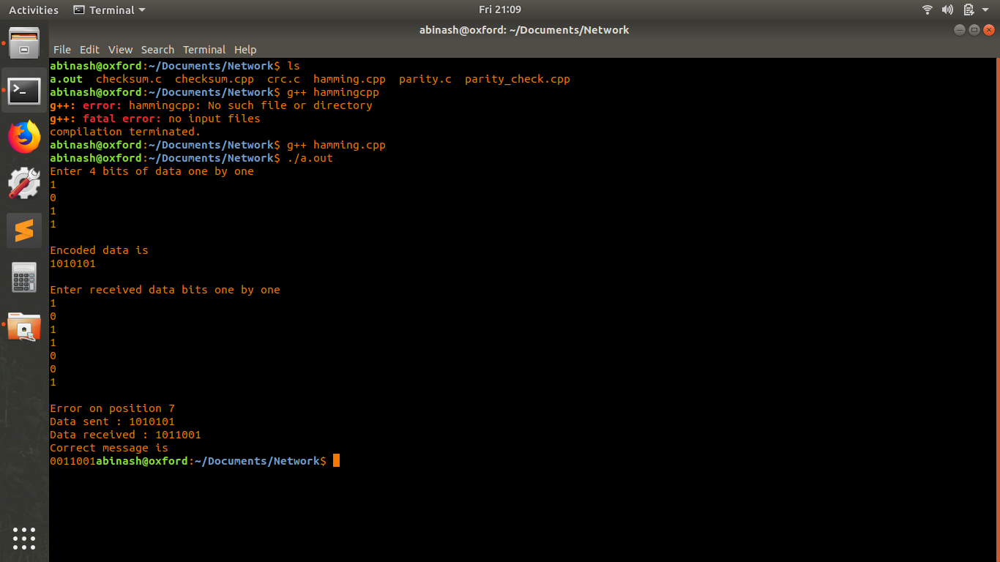 Activities Terminal Fri 21:09
abinash@oxford: ~/Documents/Network
File Edit View Search Terminal Help
abinash@oxford:~/Documents/Network$ ls
a.out checksum.c checksum.cpp crc.c hamming.cpp parity.c parity_check.cpp
abinash@oxford:~/Documents/Network$ g++ hammingcpp
g++: error: hammingcpp: No such file or directory
g++: fatal error: no input files
compilation terminated.
abinash@oxford:~/Documents/Network$ g++ hamming.cpp
abinash@oxford:~/Documents/Network$ ./a.out
Enter 4 bits of data one by one
1
0
1
1
Encoded data is
1010101
Enter received data bits one by one
1
0
1
1
0
0
1
Error on position 7
Data sent : 1010101
Data received : 1011001
Correct message is
0011001abinash@oxford:~/Documents/Network$